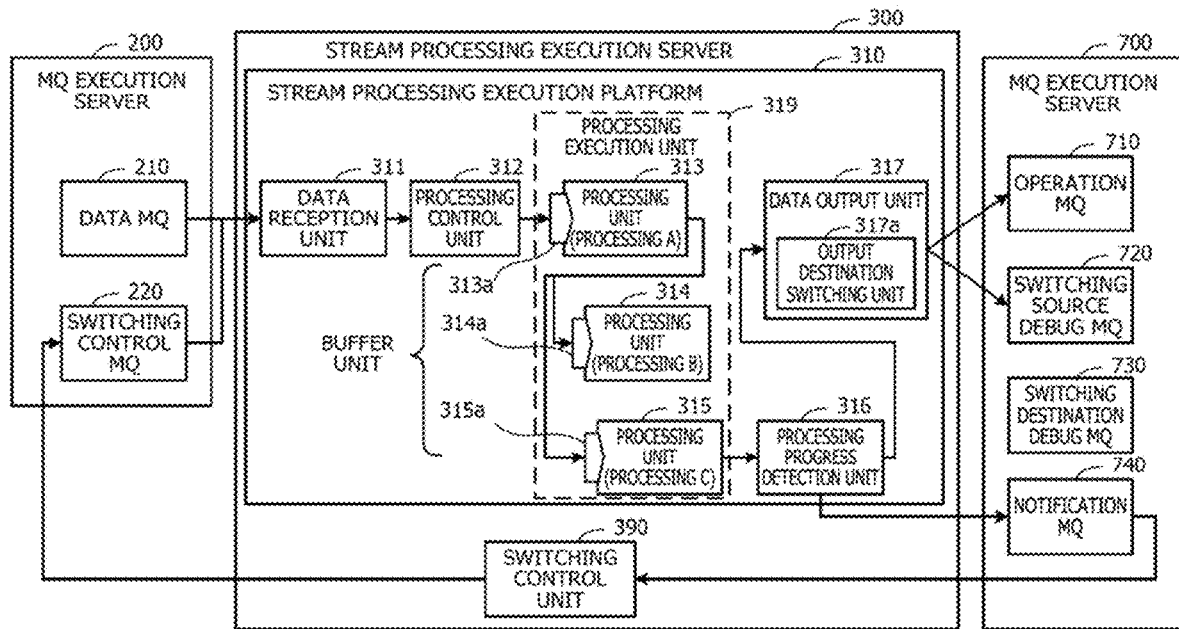 200
MQ EXECUTION
SERVER
210
DATA MQ
220
SWITCHING
CONTROL
MQ
300
STREAM PROCESSING EXECUTION SERVER
310
STREAM PROCESSING EXECUTION PLATFORM
319
PROCESSING
EXECUTION UNIT
311
DATA
RECEPTION
UNIT
312
PROCESSING
CONTROL
UNIT
313
PROCESSING
UNIT
(PROCESSING A)
313a
314
PROCESSING
UNIT
(PROCESSING B)
314a
BUFFER
UNIT
315
PROCESSING
UNIT
(PROCESSING C)
315a
316
PROCESSING
PROGRESS
DETECTION UNIT
317
DATA OUTPUT UNIT
317a
OUTPUT
DESTINATION
SWITCHING UNIT
390
SWITCHING
CONTROL
UNIT
700
MQ EXECUTION
SERVER
710
OPERATION
MQ
720
SWITCHING
SOURCE
DEBUG MQ
730
SWITCHING
DESTINATION
DEBUG MQ
740
NOTIFICATION
MQ